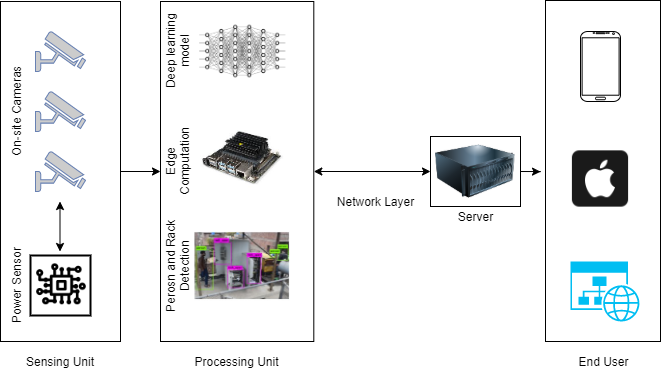 On-site Cameras
Power Sensor
Sensing Unit
Deep learning
model
Edge
Computation
Perosn and Rack
Detection
Processing Unit
Network Layer
Server
End User